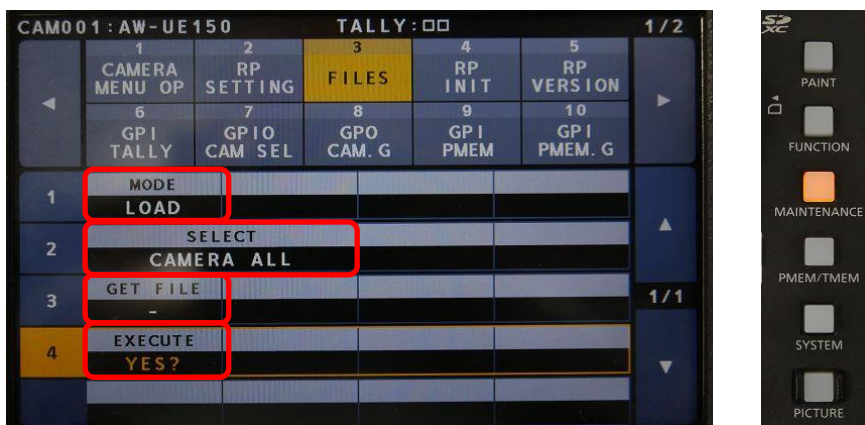 CAM001:AW-UE150 TALLY:□□ 1/2
1 2 3 4 5
CAMERA RP FILES RP RP
MENU OP SETTING INIT VERSION
6 7 8 9 10
GPI GPIO GPO GPI GPI
TALLY CAM SEL CAM.G PMEM PMEM.G
1 MODE
LOAD
2 SELECT
CAMERA ALL
3 GET FILE 1/1
-
4 EXECUTE
YES?
SD
XC
PAINT
FUNCTION
MAINTENANCE
PMEM/TMEM
SYSTEM
PICTURE